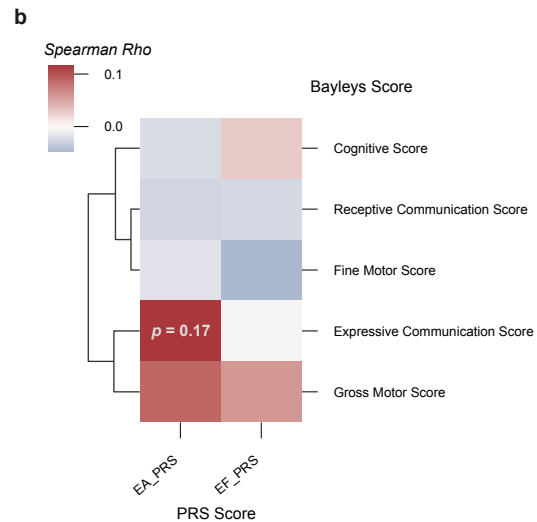 b
Spearman Rho
0.1
0.0
Bayleys Score
Cognitive Score
Receptive Communication Score
Fine Motor Score
p = 0.17
Expressive Communication Score
Gross Motor Score
EA_PRS
EF_PRS
PRS Score